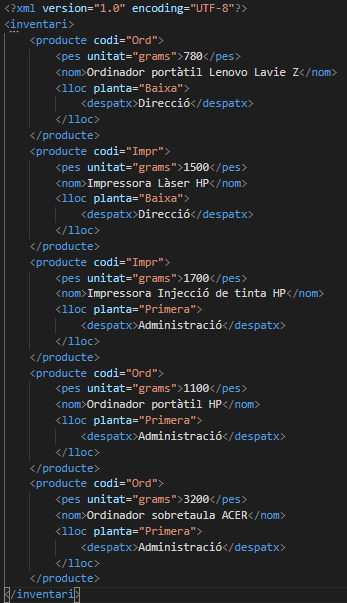 <?xml version="1.0" encoding="UTF-8"?>
<inventari>
<producte codi="Ord">
<pes unitat="grams">780</pes>
<nom>Ordinador portàtil Lenovo Lavie Z</nom>
<lloc planta="Baixa">
<despatx>Direcció</despatx>
</lloc>
</producte>
<producte codi="Impr">
<pes unitat="grams">1500</pes>
<nom>Impressora Làser HP</nom>
<lloc planta="Baixa">
<despatx>Direcció</despatx>
</lloc>
</producte>
<producte codi="Impr">
<pes unitat="grams">1700</pes>
<nom>Impressora Injecció de tinta HP</nom>
<lloc planta="Primera">
<despatx>Administració</despatx>
</lloc>
</producte>
<producte codi="Ord">
<pes unitat="grams">1100</pes>
<nom>Ordinador portàtil HP</nom>
<lloc planta="Primera">
<despatx>Administració</despatx>
</lloc>
</producte>
<producte codi="Ord">
<pes unitat="grams">3200</pes>
<nom>Ordinador sobretaula ACER</nom>
<lloc planta="Primera">
<despatx>Administració</despatx>
</lloc>
</producte>
</inventari>